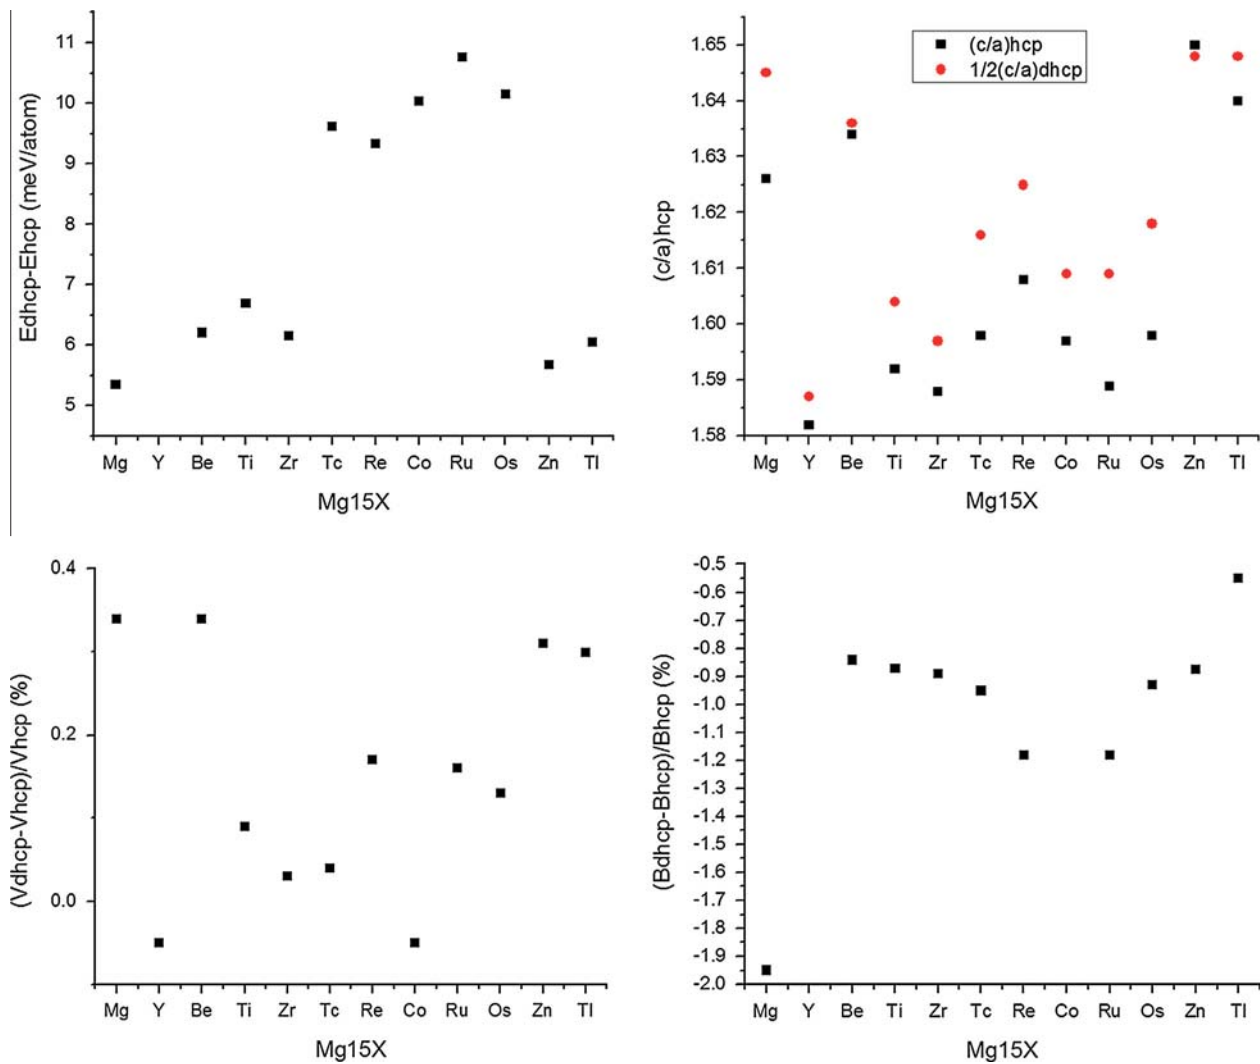 11
10
9
8
7
6
5
Edhcp-Ehcp (meV/atom)
Mg Y Be Ti Zr Tc Re Co Ru Os Zn Tl
Mg15X
(c/a)hcp
1/2(c/a)dhcp
1.65
1.64
1.63
1.62
1.61
1.60
1.59
1.58
(c/a)hcp
Mg Y Be Ti Zr Tc Re Co Ru Os Zn Tl
Mg15X
0.4
0.2
0.0
(Vdhcp-Vhcp)/Vhcp (%)
Mg Y Be Ti Zr Tc Re Co Ru Os Zn Tl
Mg15X
-0.5
-0.6
-0.7
-0.8
-0.9
-1.0
-1.1
-1.2
-1.3
-1.4
-1.5
-1.6
-1.7
-1.8
-1.9
-2.0
(Bdhcp-Bhcp)/Bhcp (%)
Mg Y Be Ti Zr Tc Re Co Ru Os Zn Tl
Mg15X